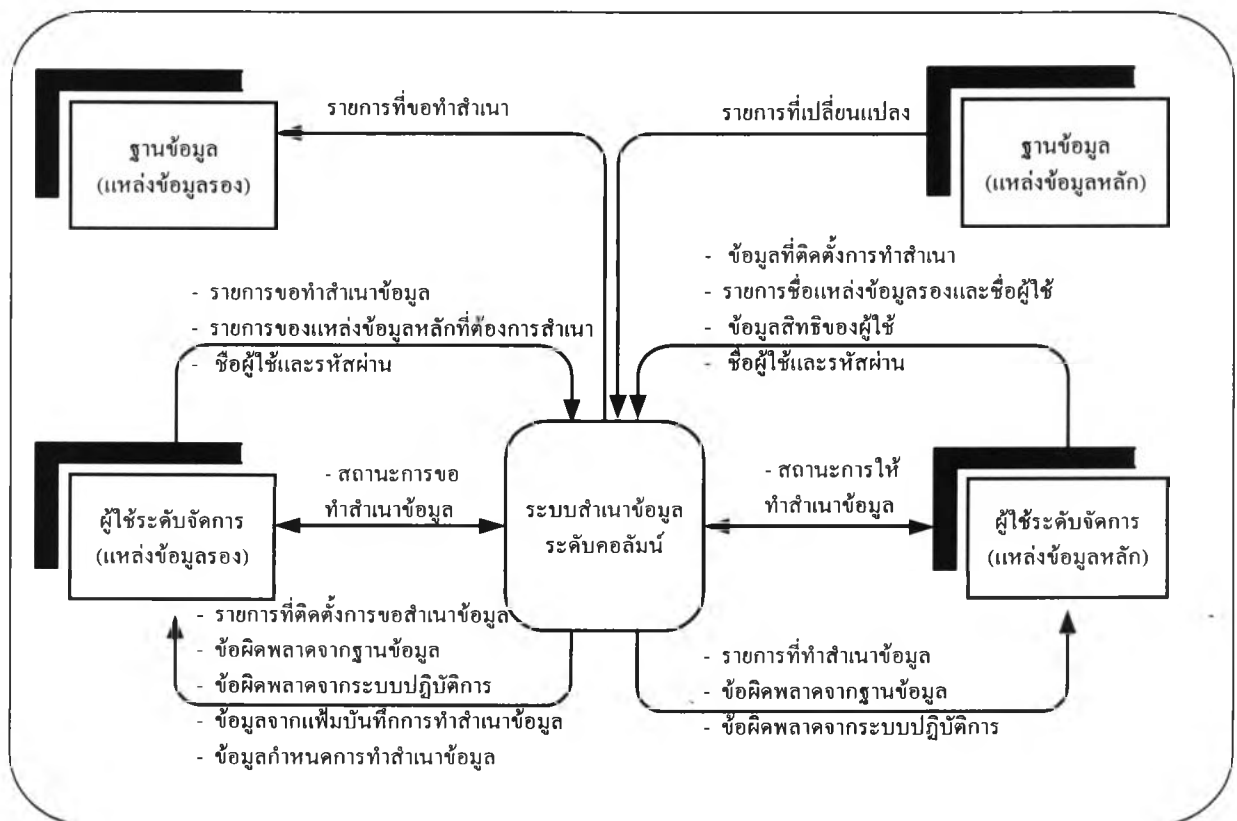 รายการที่ขอทำสำเนา
รายการที่เปลี่ยนแปลง
ฐานข้อมูล
(แหล่งข้อมูลรอง)
ฐานข้อมูล
(แหล่งข้อมูลหลัก)
- รายการขอทำสำเนาข้อมูล
- รายการของแหล่งข้อมูลหลักที่ต้องการสำเนา
- ชื่อผู้ใช้และรหัสผ่าน
- ข้อมูลที่ติดตั้งการทำสำเนา
- รายการชื่อแหล่งข้อมูลรองและชื่อผู้ใช้
- ข้อมูลสิทธิของผู้ใช้
- ชื่อผู้ใช้และรหัสผ่าน
ผู้ใช้ระดับจัดการ
(แหล่งข้อมูลรอง)
- สถานะการขอ
ทำสำเนาข้อมูล
ระบบสำเนาข้อมูล
ระดับคอลัมน์
- สถานะการให้
ทำสำเนาข้อมูล
ผู้ใช้ระดับจัดการ
(แหล่งข้อมูลหลัก)
- รายการที่ติดตั้งการขอสำเนาข้อมูล
- ข้อผิดพลาดจากฐานข้อมูล
- ข้อผิดพลาดจากระบบปฏิบัติการ
- ข้อมูลจากแฟ้มบันทึกการทำสำเนาข้อมูล
- ข้อมูลกำหนดการทำสำเนาข้อมูล
- รายการที่ทำสำเนาข้อมูล
- ข้อผิดพลาดจากฐานข้อมูล
- ข้อผิดพลาดจากระบบปฏิบัติการ